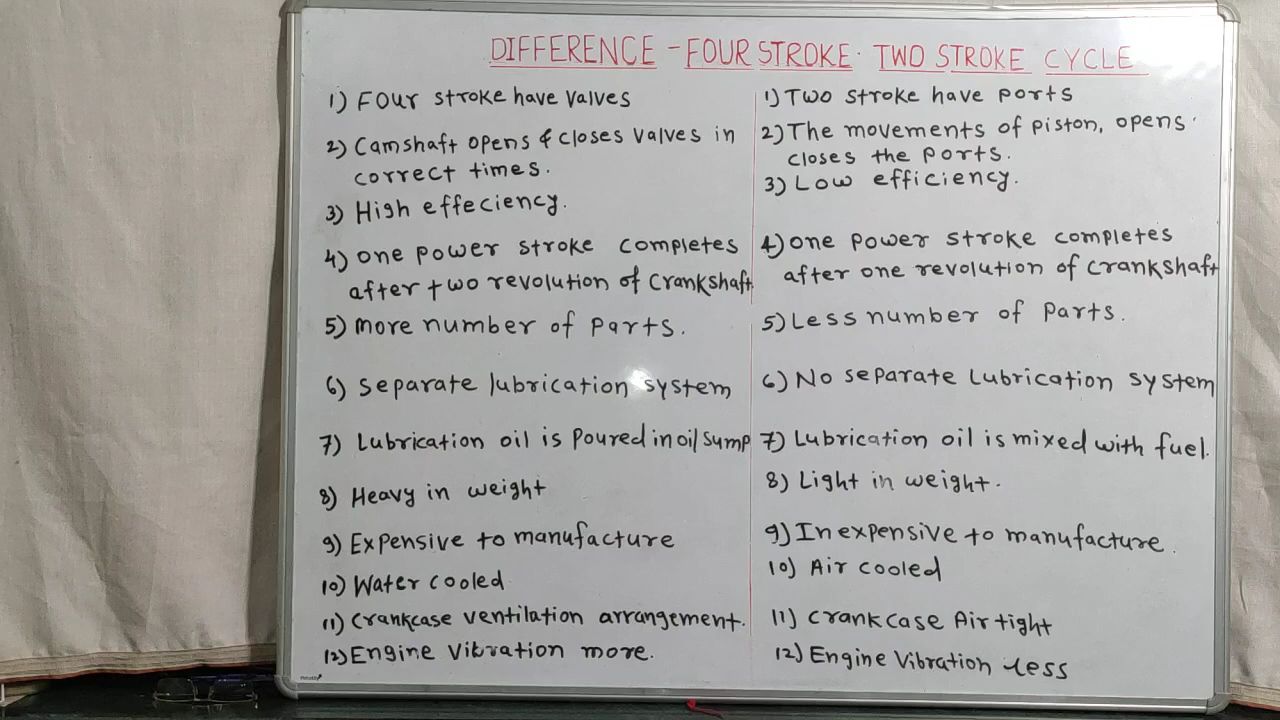 DIFFERENCE - FOUR STROKE. TWO STROKE CYCLE
1) FOUR stroke have valves
2) Camshaft opens & closes valves in
correct times.
3) High effeciency.
4) one power stroke completes
after two revolution of crankshaft
5) more number of parts.
6) separate lubrication system
7) Lubrication oil is poured in oil sump
8) Heavy in weight
9) Expensive to manufacture
10) Water cooled
11) crankcase ventilation arrangement.
12) Engine vibration more.
1) Two stroke have ports
2) The movements of piston, opens
closes the ports.
3) Low efficiency.
4) one power stroke completes
after one revolution of crankshaft
5) Less number of parts.
6) No separate Lubrication system
7) Lubrication oil is mixed with fuel.
8) Light in weight.
9) Inexpensive to manufacture.
10) Air cooled
11) crankcase Air tight
12) Engine vibration less